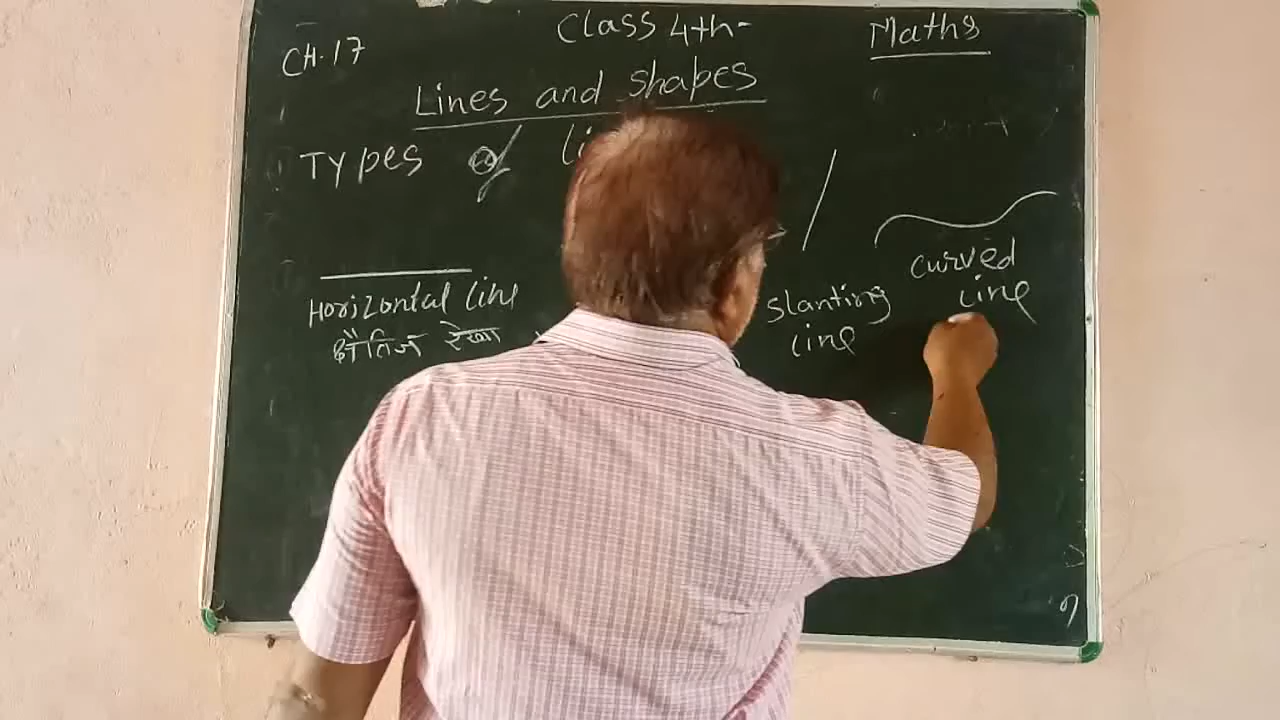 CH.17
Class 4th-
Maths
Lines and shapes
Types of
Horizontal line
क्षैतिज रेखा
slanting
line
curved
line